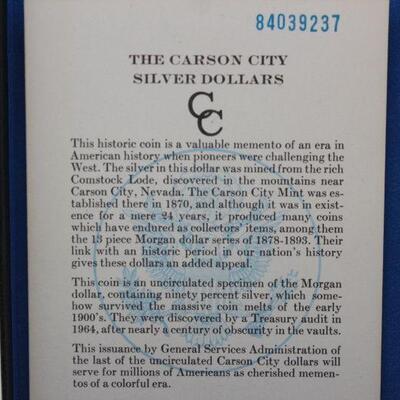 84039237
THE CARSON CITY
SILVER DOLLARS
CC
This historic coin is a valuable memento of an era in
American history when pioneers were challenging the
West. The silver in this dollar was mined from the rich
Comstock Lode, discovered in the mountains near
Carson City, Nevada. The Carson City Mint was es-
tablished there in 1870, and although it was in exist-
ence for a mere 24 years, it produced many coins
which have endured as collectors' items, among them
the 13 piece Morgan dollar series of 1878-1893. Their
link with an historic period in our nation's history
gives these dollars an added appeal.
This coin is an uncirculated specimen of the Morgan
dollar, containing ninety percent silver, which some-
how survived the massive coin melts of the early
1900's. They were discovered by a Treasury audit in
1964, after nearly a century of obscurity in the vaults.
This issuance by General Services Administration of
the last of the uncirculated Carson City dollars will
serve for millions of Americans as cherished memen-
tos of a colorful era.